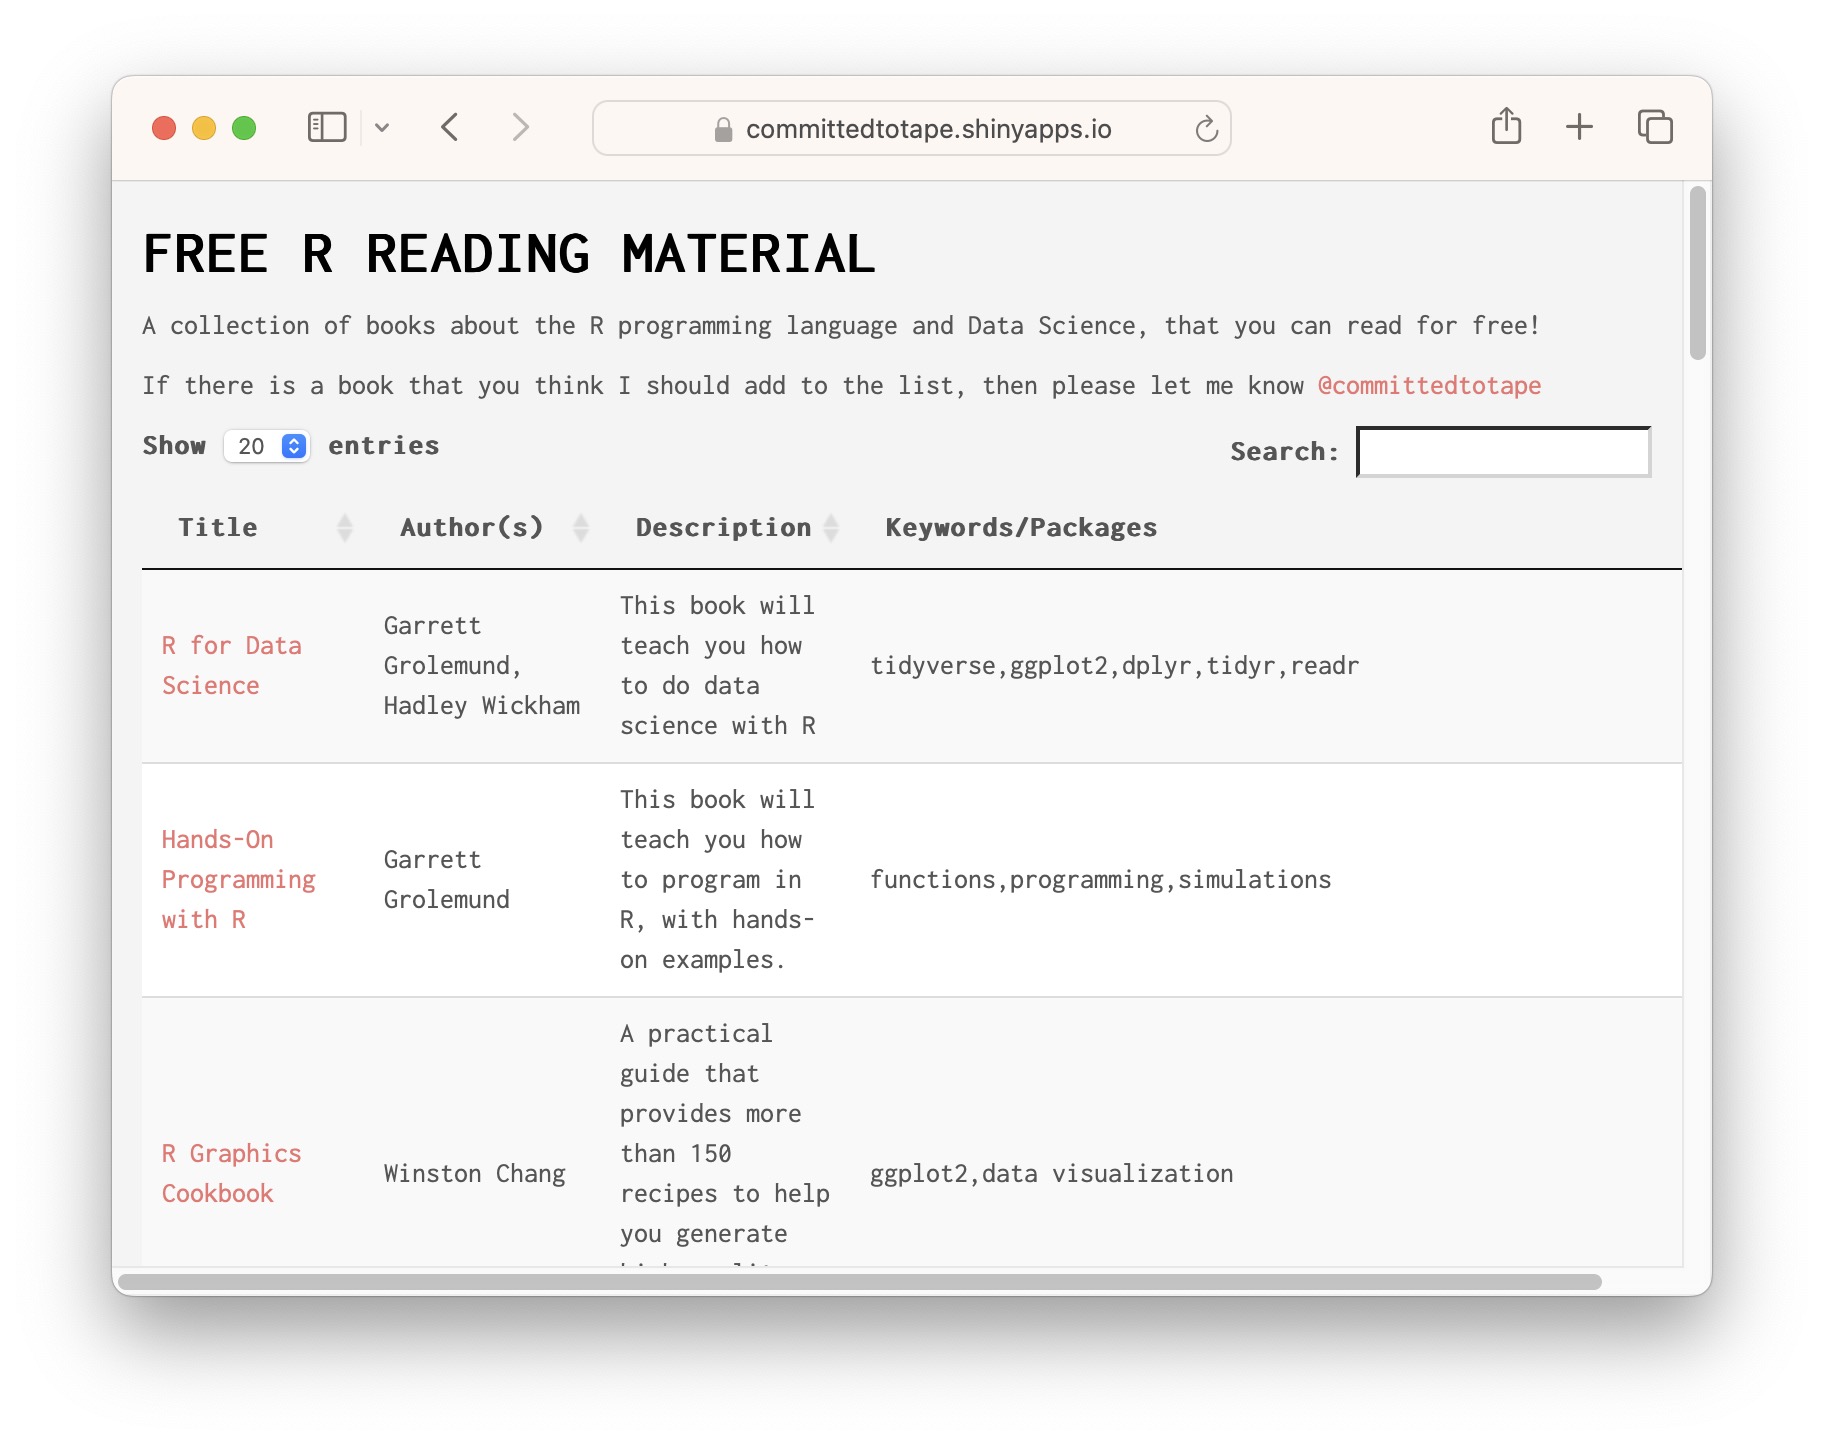 committedtotape.shinyapps.io
FREE R READING MATERIAL
A collection of books about the R programming language and Data Science, that you can read for free!
If there is a book that you think I should add to the list, then please let me know @committedtotape
Show 20 entries
Search:
Title Author(s) Description Keywords/Packages
R for Data
Science
Garrett
Grolemund,
Hadley Wickham
This book will
teach you how
to do data
science with R
tidyverse,ggplot2,dplyr,tidyr,readr
Hands-On
Programming
with R
Garrett
Grolemund
This book will
teach you how
to program in
R, with hands-
on examples.
functions,programming,simulations
R Graphics
Cookbook
Winston Chang
A practical
guide that
provides more
than 150
recipes to help
you generate
ggplot2,data visualization